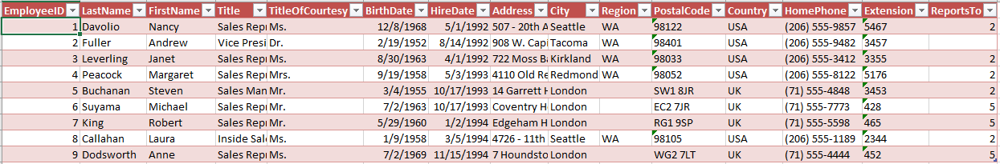 EmployeeID LastName FirstName Title TitleOfCourtesy BirthDate HireDate Address City Region PostalCode Country HomePhone Extension ReportsTo
1 Davolio Nancy Sales Repr Ms. 12/8/1968 5/1/1992 507 - 20th A Seattle WA 98122 USA (206) 555-9857 5467 2
2 Fuller Andrew Vice Presi Dr. 2/19/1952 8/14/1992 908 W. Capi Tacoma WA 98401 USA (206) 555-9482 3457
3 Leverling Janet Sales Repr Ms. 8/30/1963 4/1/1992 722 Moss Ba Kirkland WA 98033 USA (206) 555-3412 3355 2
4 Peacock Margaret Sales Repr Mrs. 9/19/1958 5/3/1993 4110 Old Re Redmond WA 98052 USA (206) 555-8122 5176 2
5 Buchanan Steven Sales Man Mr. 3/4/1955 10/17/1993 14 Garrett H London SW1 8JR UK (71) 555-4848 3453 2
6 Suyama Michael Sales Repr Mr. 7/2/1963 10/17/1993 Coventry H London EC2 7JR UK (71) 555-7773 428 5
7 King Robert Sales Repr Mr. 5/29/1960 1/2/1994 Edgeham H London RG1 9SP UK (71) 555-5598 465 5
8 Callahan Laura Inside Sale Ms. 1/9/1958 3/5/1994 4726 - 11th Seattle WA 98105 USA (206) 555-1189 2344 2
9 Dodsworth Anne Sales Repr Ms. 7/2/1969 11/15/1994 7 Houndsto London WG2 7LT UK (71) 555-4444 452 5